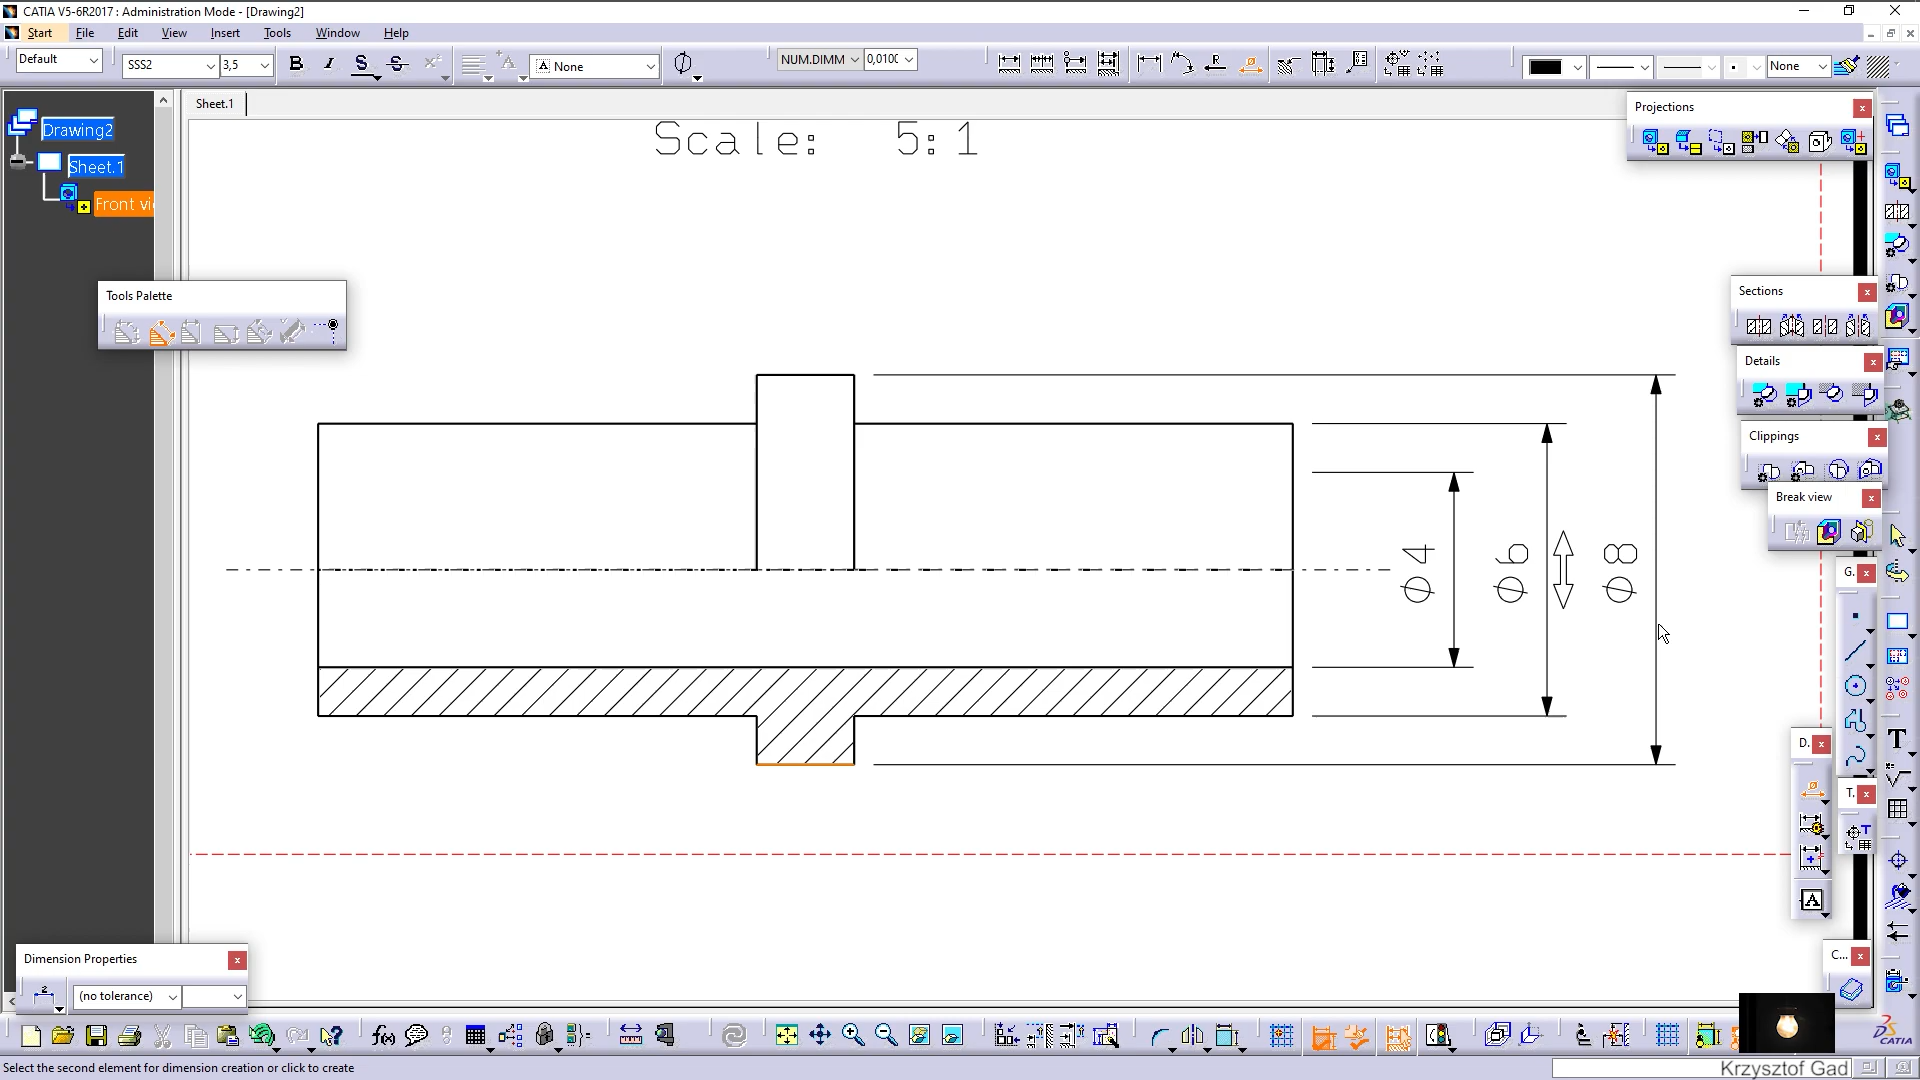 CATIA V5-6R2017 : Administration Mode - [Drawing2]
Start File Edit View Insert Tools Window Help
Default SSS2 3,5 B I S S None NUM.DIMM 0,010 None
Sheet.1
Projections
Drawing2
Sheet.1
Front vi
Scale: 5:1
Tools Palette
Sections
Details
Clippings
Break view
G.
Ø4
Ø6
Ø8
D.
T.
C...
Dimension Properties
(no tolerance)
Select the second element for dimension creation or click to create
CATIA
Krzysztof Gad